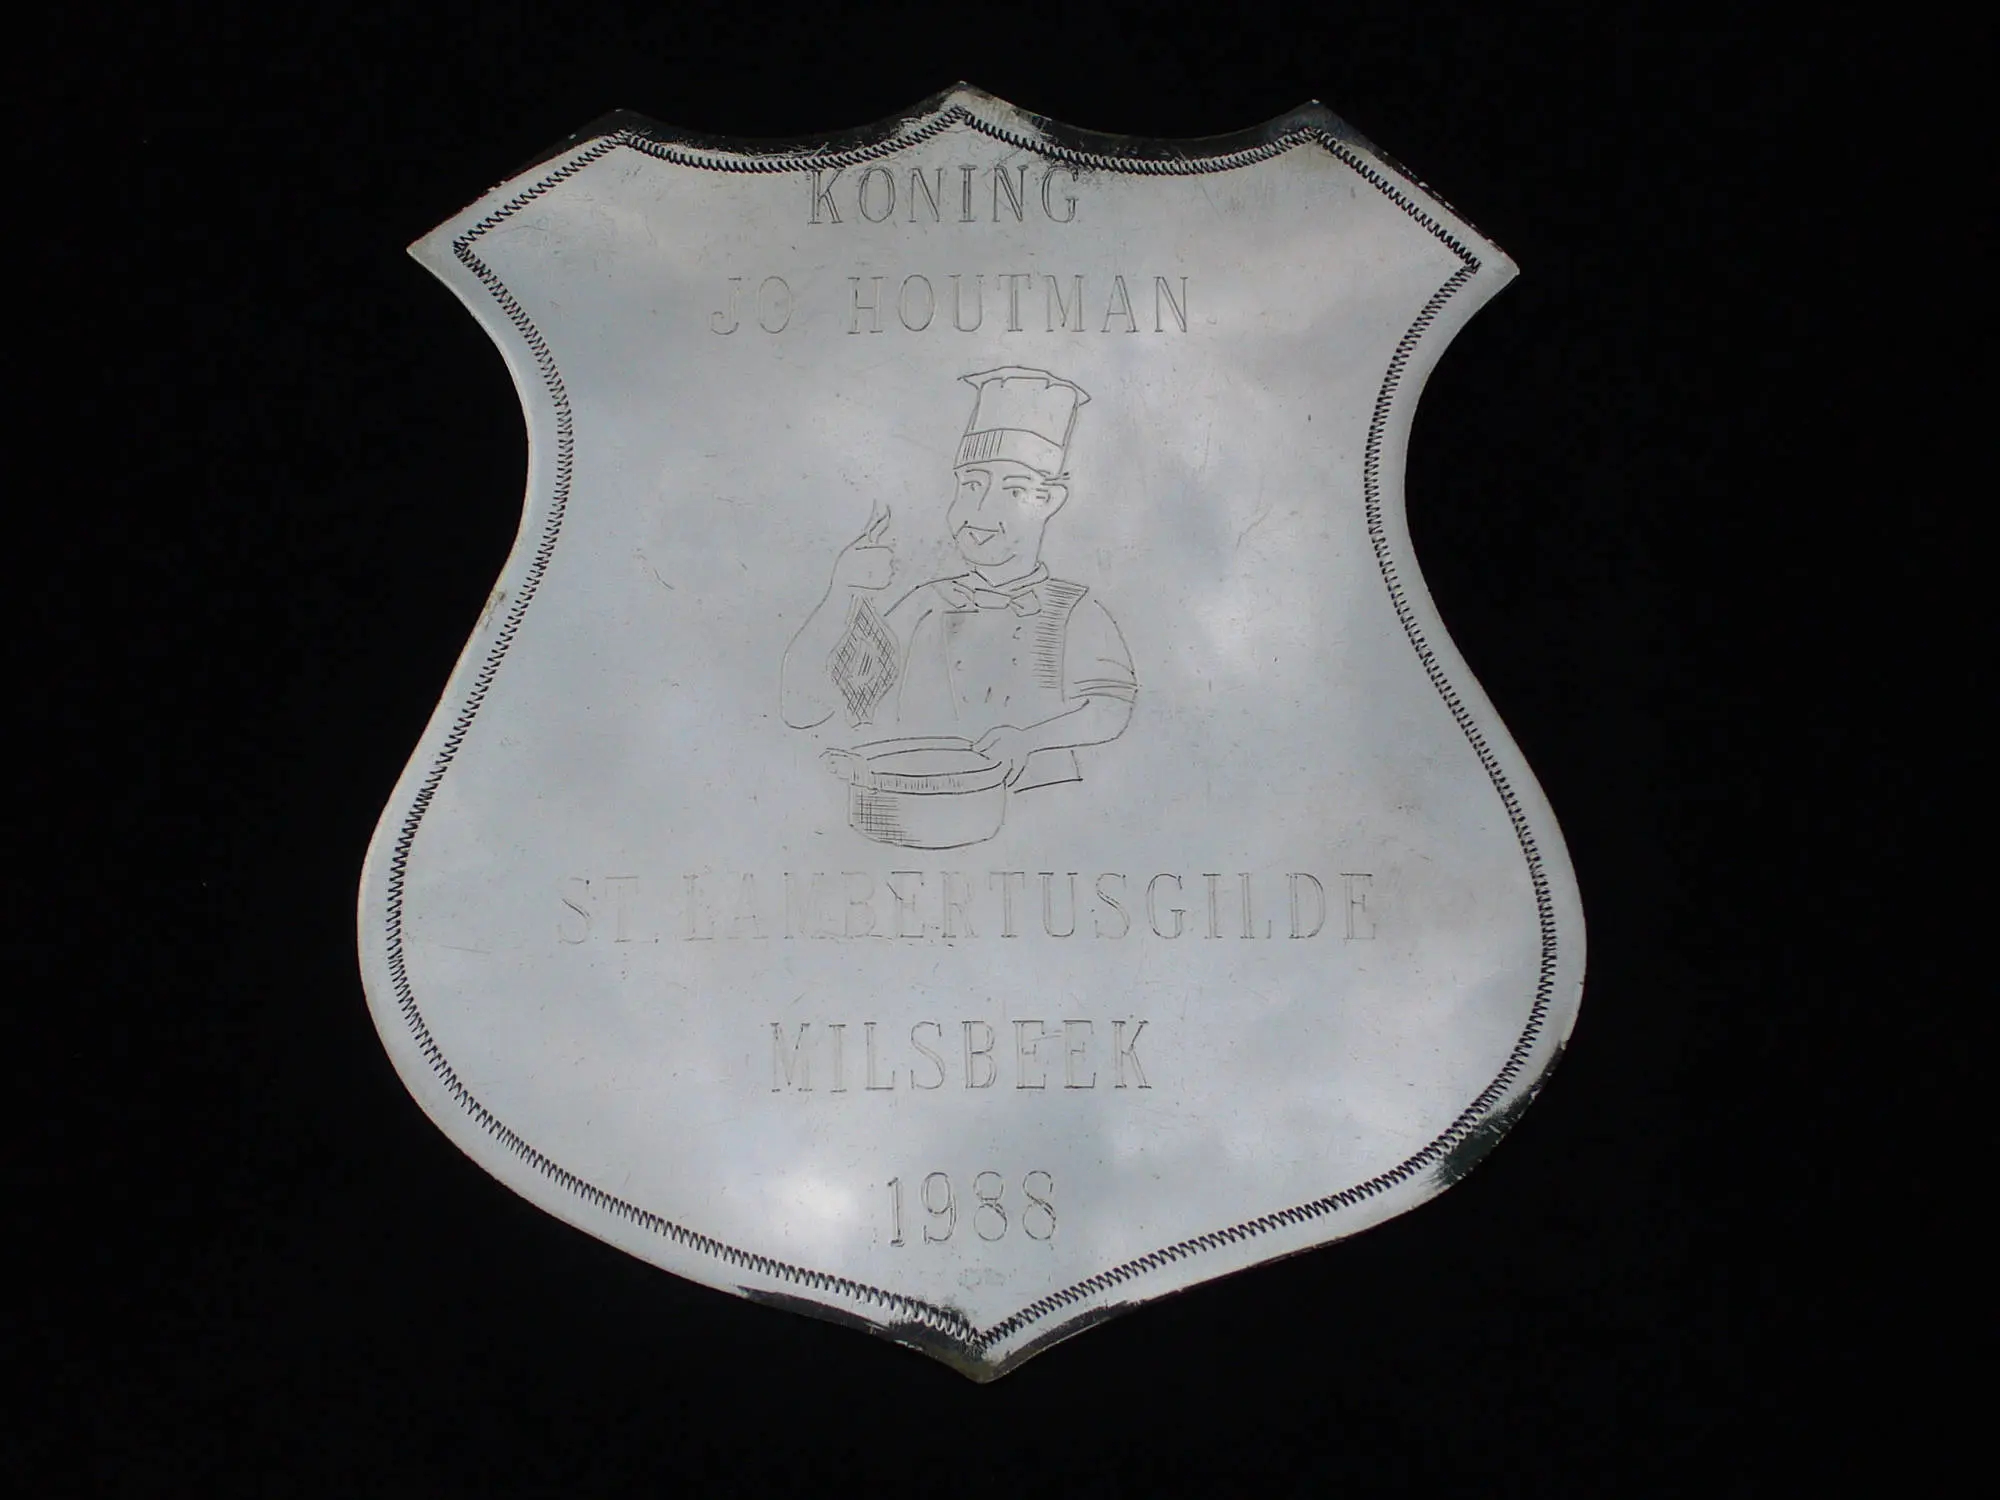 KONING
JO HOUTMAN
ST. LAMBERTUSGILDE
MILSBEEK
1988